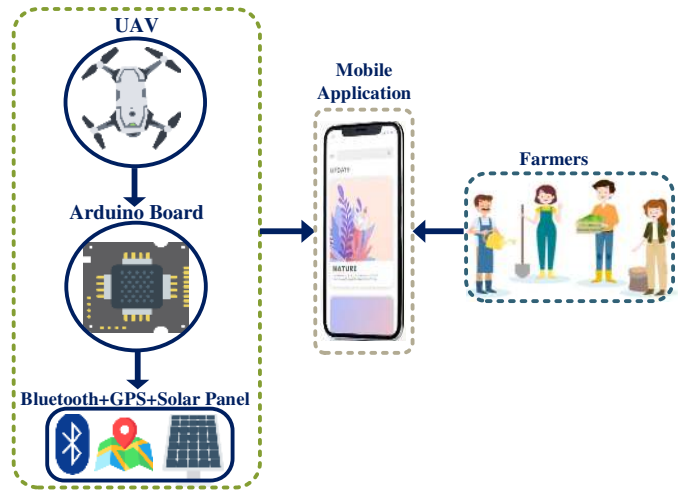 UAV
Arduino Board
Bluetooth+GPS+Solar Panel
Mobile
Application
UPDATE
NATURE
Farmers